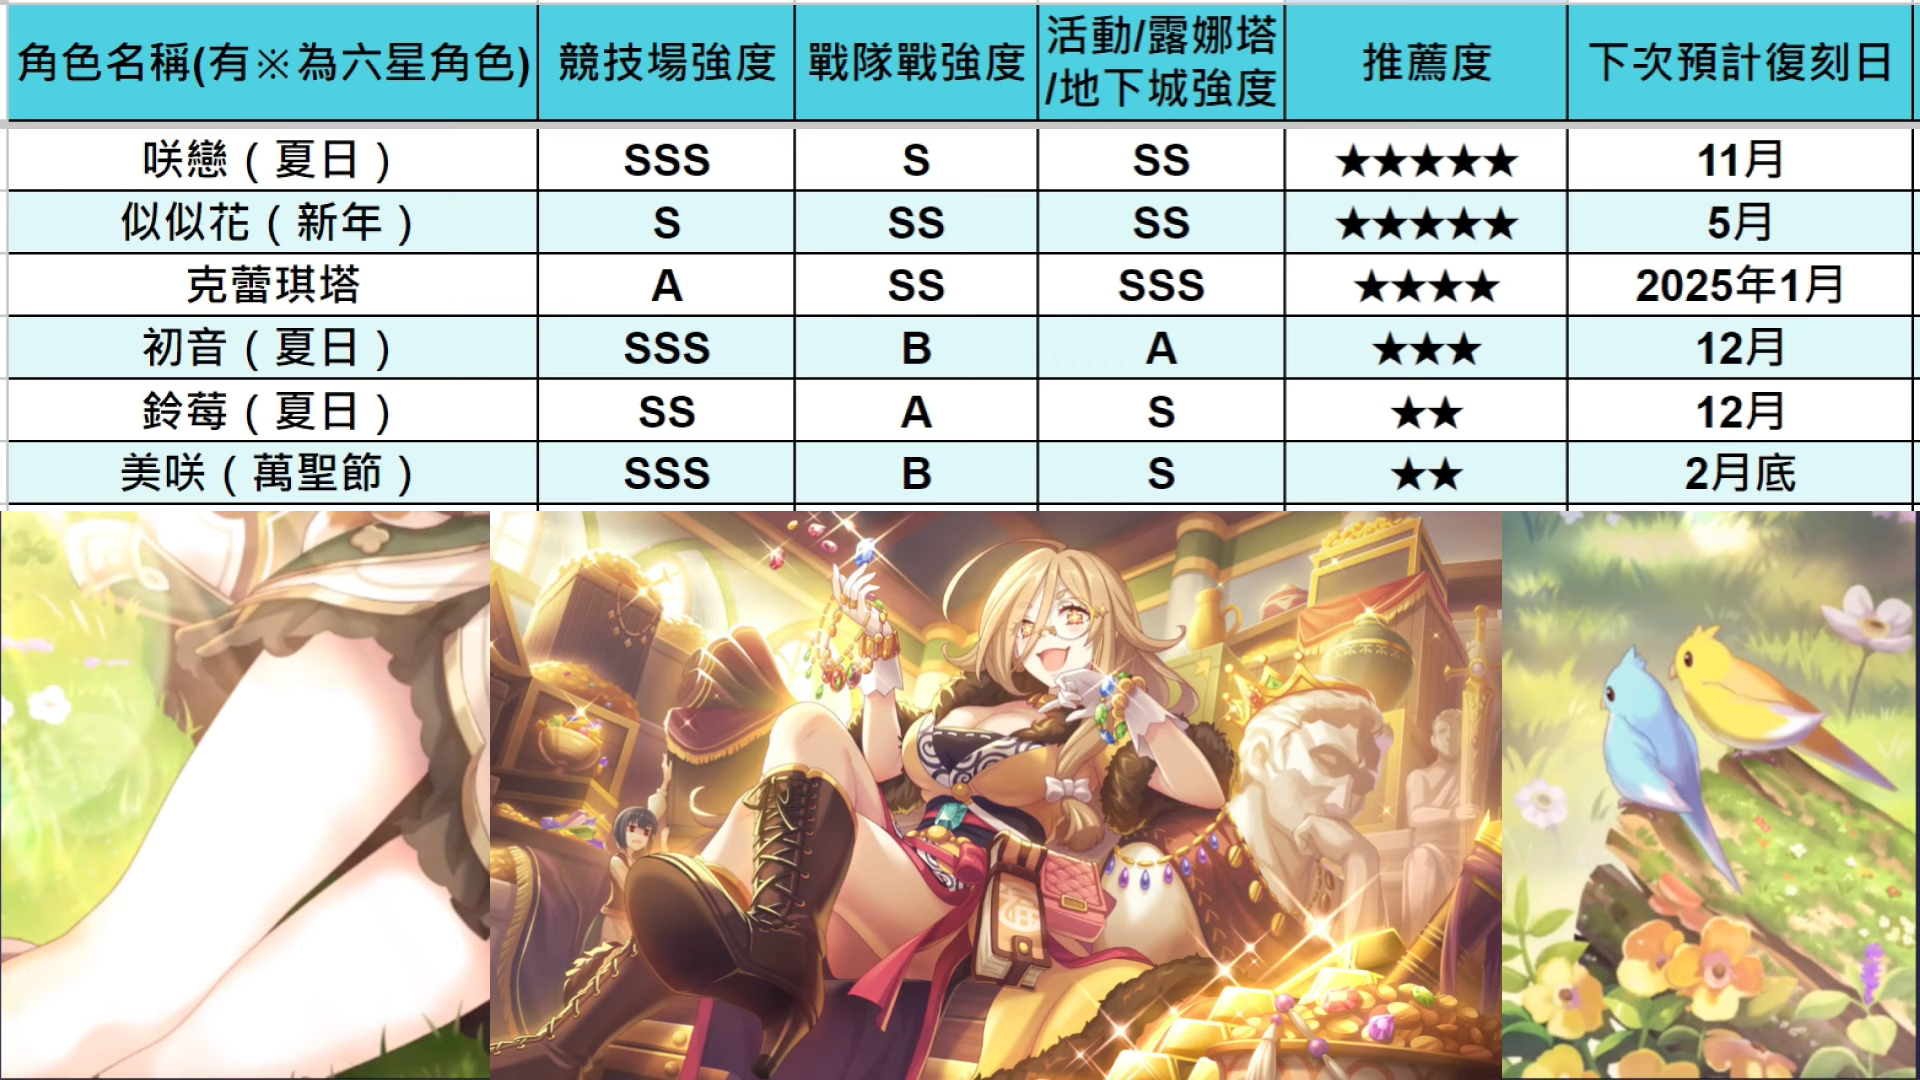 角色名稱(有※為六星角色) 競技場強度 戰隊戰強度 活動/露娜塔/地下城強度 推薦度 下次預計復刻日
咲戀（夏日） SSS S SS ★★★★★ 11月
似似花（新年） S SS SS ★★★★★ 5月
克蕾琪塔 A SS SSS ★★★★ 2025年1月
初音（夏日） SSS B A ★★★ 12月
鈴莓（夏日） SS A S ★★ 12月
美咲（萬聖節） SSS B S ★★ 2月底